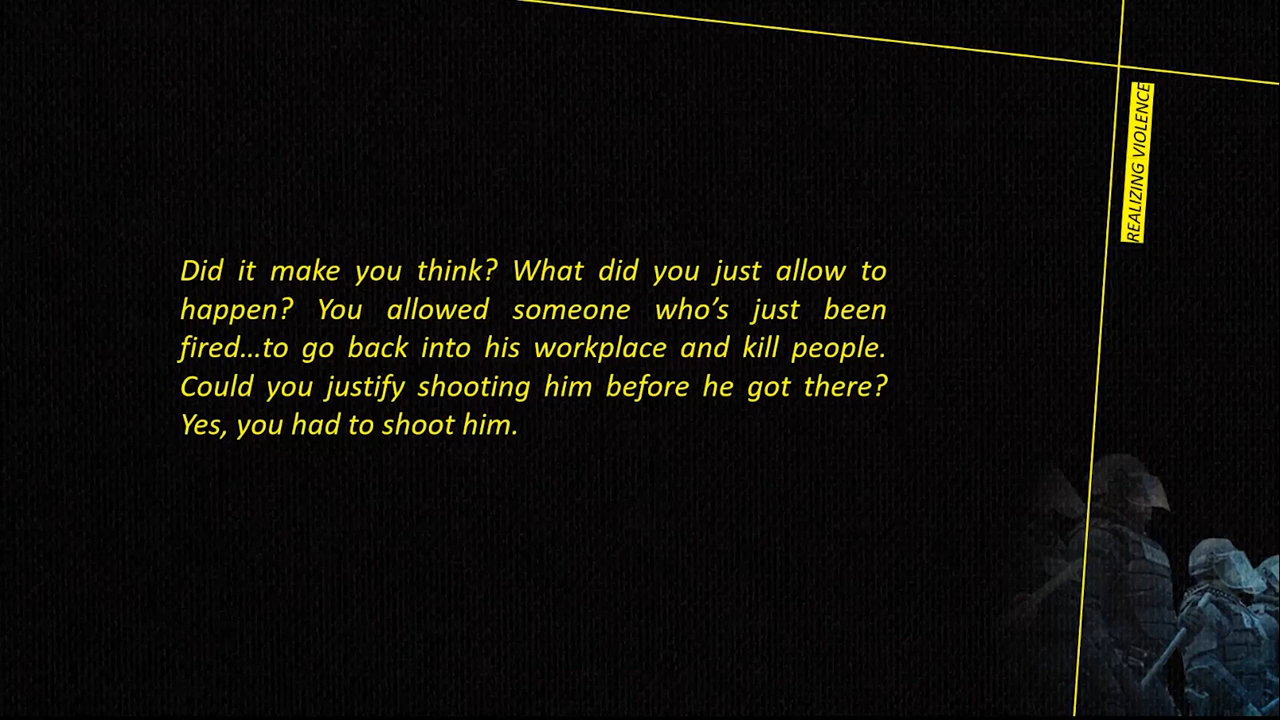 REALIZING VIOLENCE
Did it make you think? What did you just allow to
happen? You allowed someone who’s just been
fired...to go back into his workplace and kill people.
Could you justify shooting him before he got there?
Yes, you had to shoot him.